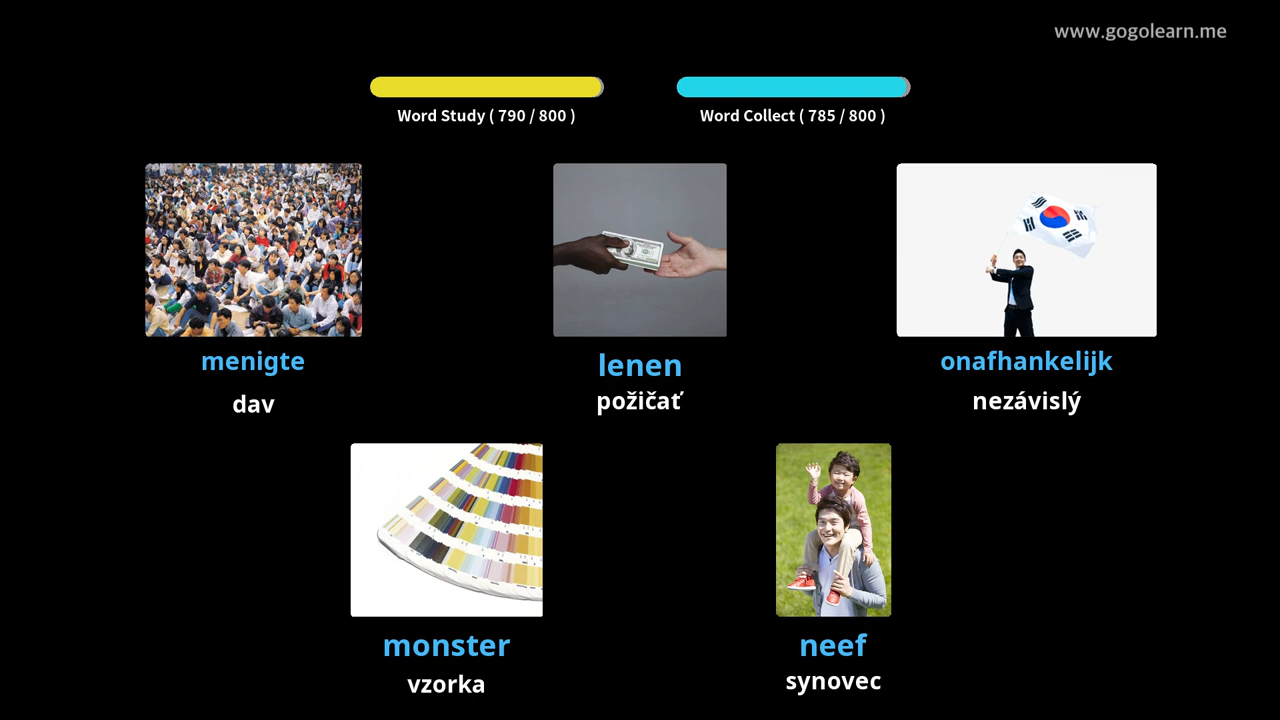 www.gogolearn.me
Word Study ( 790 / 800 )
Word Collect ( 785 / 800 )
menigte
dav
lenen
požičať
onafhankelijk
nezávislý
monster
vzorka
neef
synovec